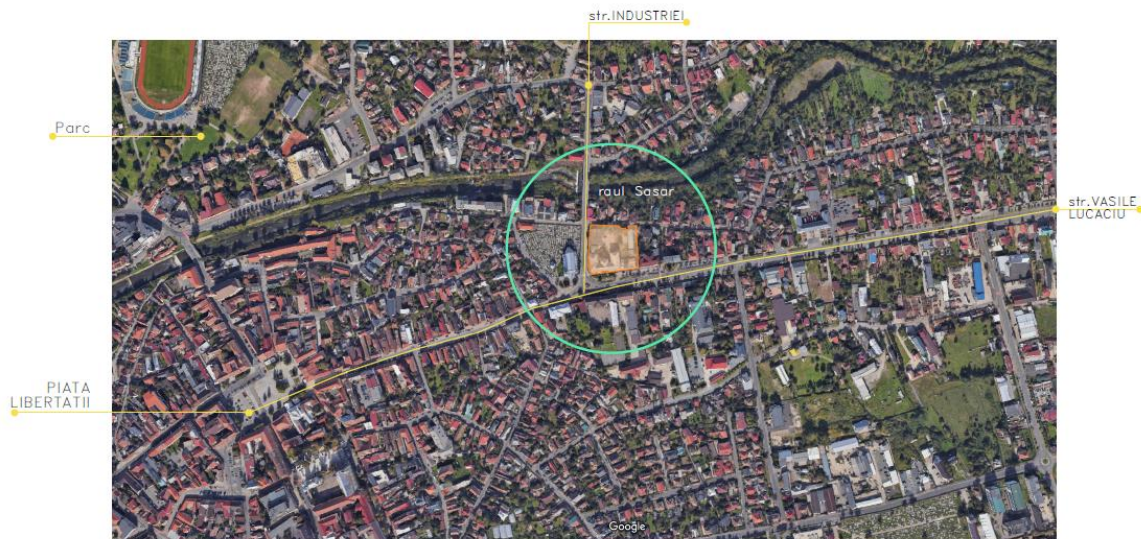 str.INDUSTRIEI
Parc
raul Sasar
str.VASILE
LUCACIU
PIATA
LIBERTATII
Google